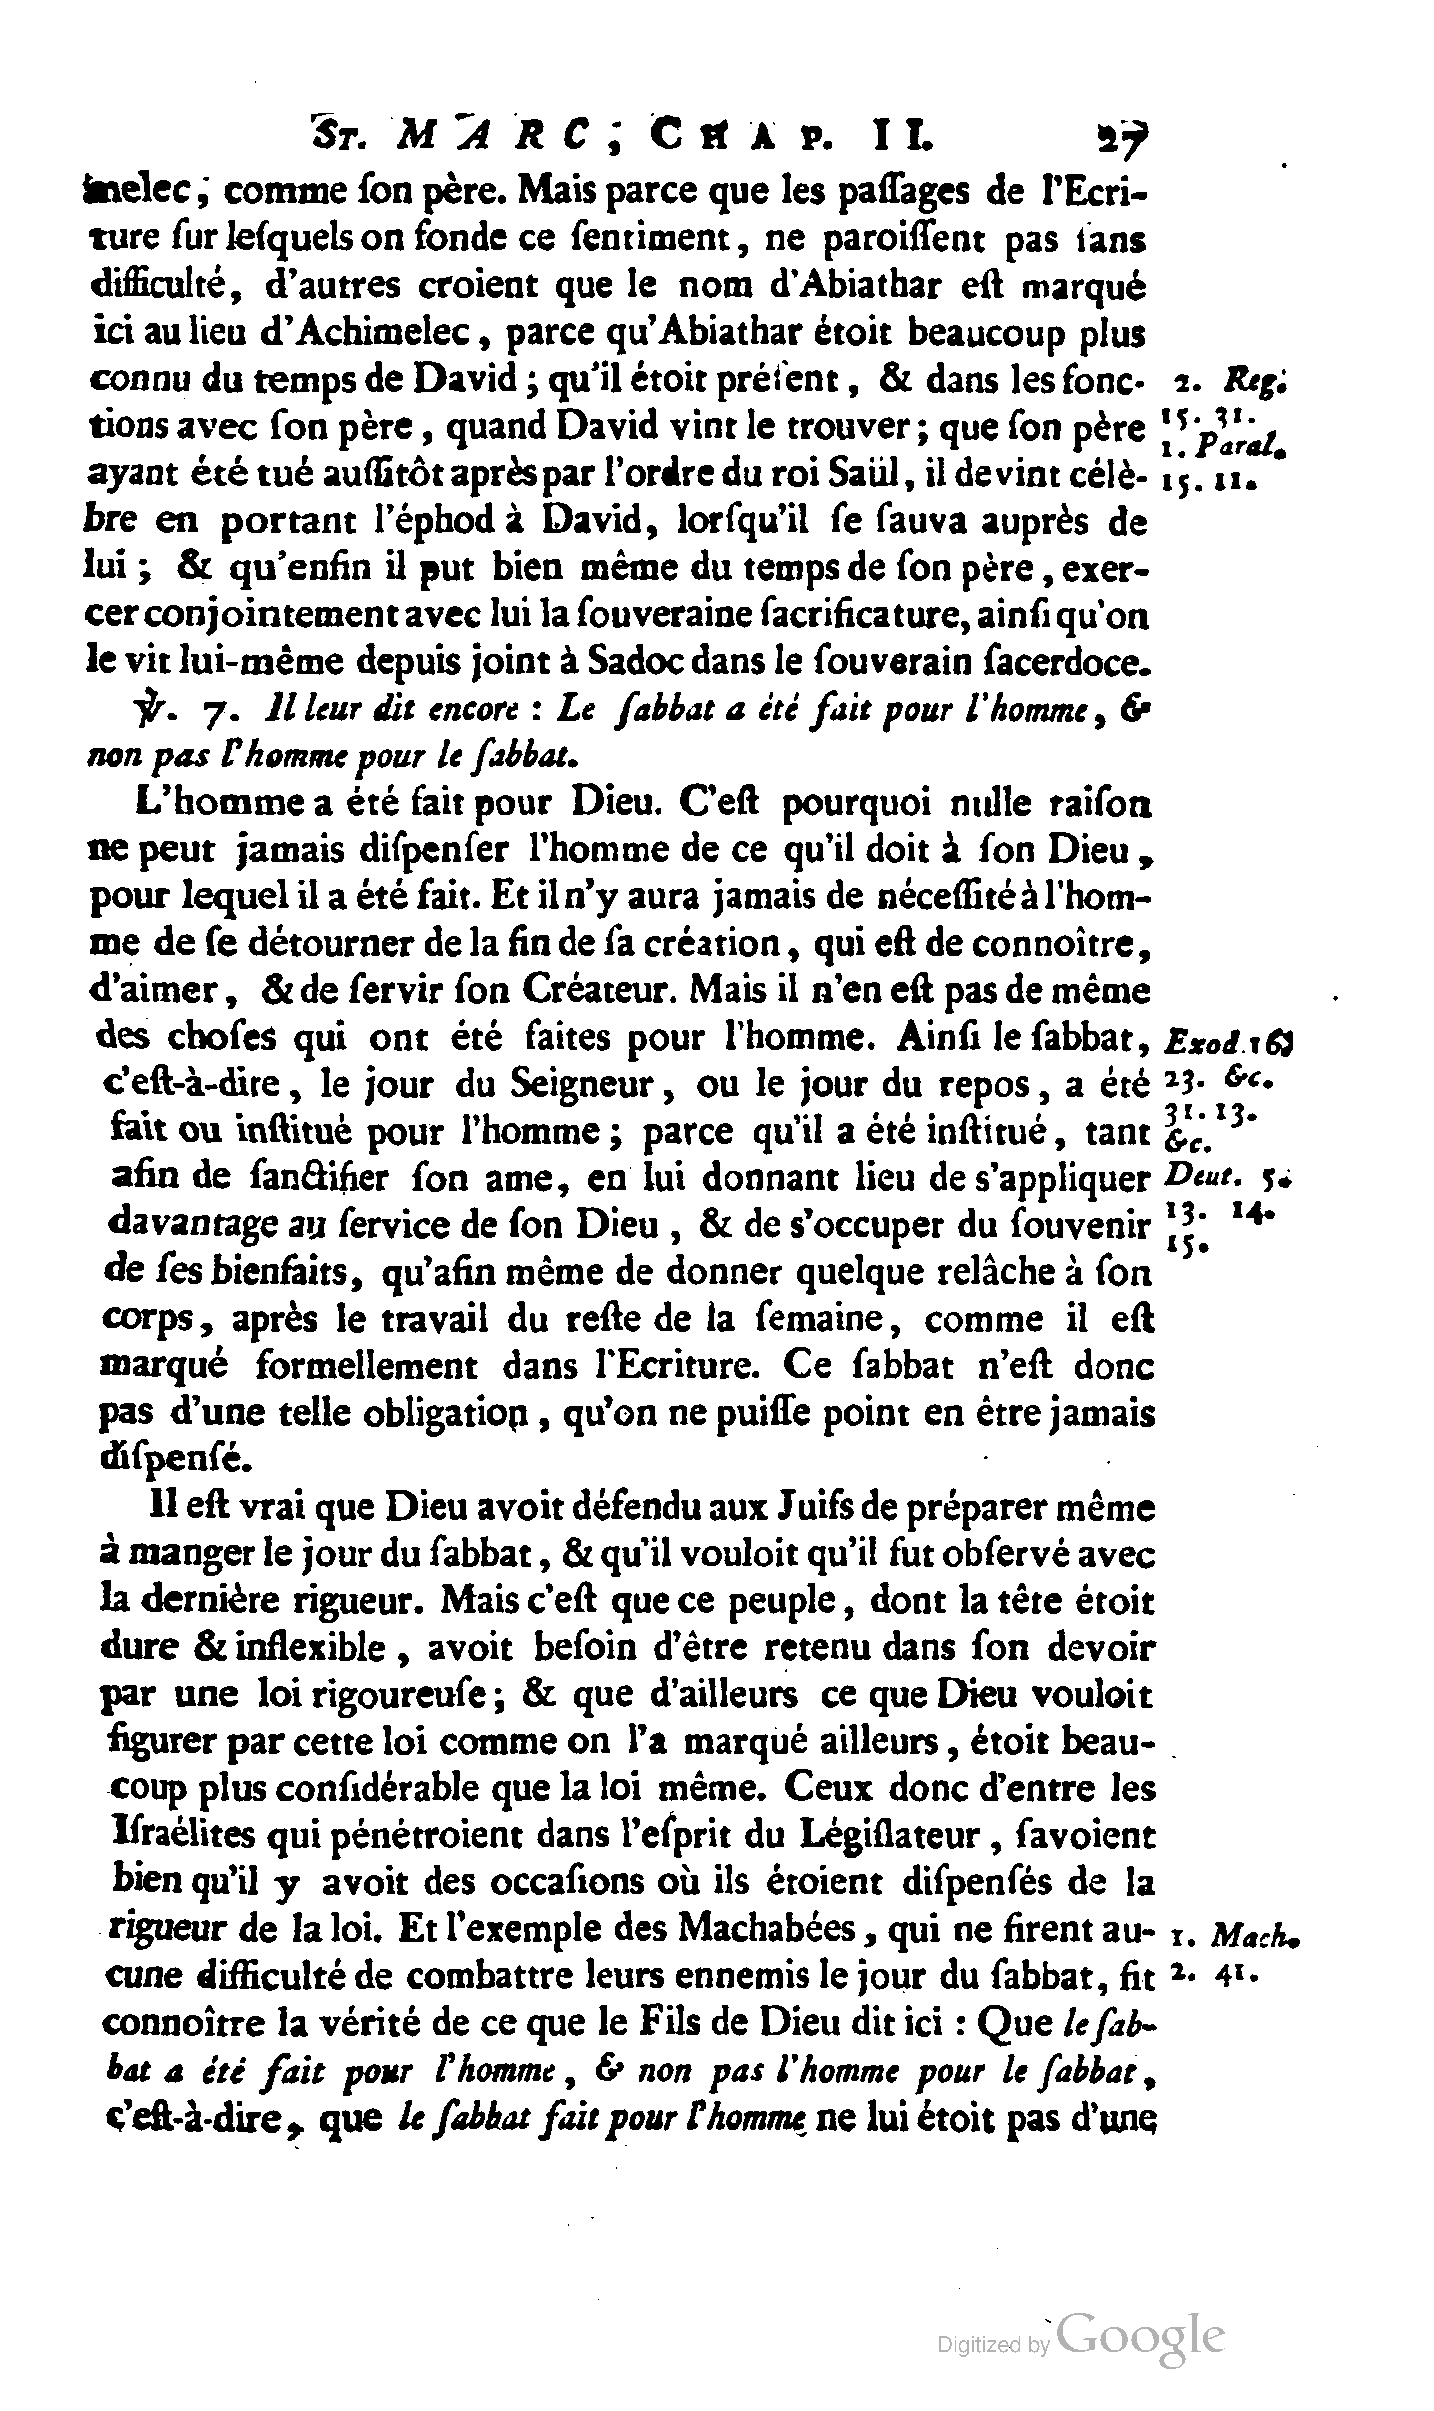 ST. MARC, CHAP. II. 27
melec, comme ſon père. Mais parce que les paſſages de l'Ecri-
ture ſur leſquels on fonde ce ſentiment, ne paroiſſent pas ſans
difficulté, d'autres croient que le nom d'Abiathar eſt marqué
ici au lieu d'Achimelec, parce qu'Abiathar étoit beaucoup plus
connu du temps de David; qu'il étoit préſent, & dans les fonc-
tions avec ſon père, quand David vint le trouver; que ſon père
ayant été tué auſſitôt après par l'ordre du roi Saül, il devint célè-
bre en portant l'éphod à David, lorſqu'il ſe ſauva auprès de
lui; & qu'enfin il put bien même du temps de ſon père, exer-
cer conjointement avec lui la ſouveraine ſacrificature, ainſi qu'on
le vit lui-même depuis joint à Sadoc dans le ſouverain ſacerdoce.
℣. 7. Il leur dit encore : Le ſabbat a été fait pour l'homme, &
non pas l'homme pour le ſabbat.
L'homme a été fait pour Dieu. C'eſt pourquoi nulle raiſon
ne peut jamais diſpenſer l'homme de ce qu'il doit à ſon Dieu,
pour lequel il a été fait. Et il n'y aura jamais de néceſſité à l'hom-
me de ſe détourner de la fin de ſa création, qui eſt de connoître,
d'aimer, & de ſervir ſon Créateur. Mais il n'en eſt pas de même
des choſes qui ont été faites pour l'homme. Ainſi le ſabbat,
c'eſt-à-dire, le jour du Seigneur, ou le jour du repos, a été
fait ou inſtitué pour l'homme; parce qu'il a été inſtitué, tant
afin de ſanctifier ſon ame, en lui donnant lieu de s'appliquer
davantage au ſervice de ſon Dieu, & de s'occuper du ſouvenir
de ſes bienfaits, qu'afin même de donner quelque relâche à ſon
corps, après le travail du reſte de la ſemaine, comme il eſt
marqué formellement dans l'Ecriture. Ce ſabbat n'eſt donc
pas d'une telle obligation, qu'on ne puiſſe point en être jamais
diſpenſé.
Il eſt vrai que Dieu avoit défendu aux Juifs de préparer même
à manger le jour du ſabbat, & qu'il vouloit qu'il fut obſervé avec
la dernière rigueur. Mais c'eſt que ce peuple, dont la tête étoit
dure & inflexible, avoit beſoin d'être retenu dans ſon devoir
par une loi rigoureuſe; & que d'ailleurs ce que Dieu vouloit
figurer par cette loi comme on l'a marqué ailleurs, étoit beau-
coup plus conſidérable que la loi même. Ceux donc d'entre les
Iſraélites qui pénétroient dans l'eſprit du Légiſlateur, ſavoient
bien qu'il y avoit des occaſions où ils étoient diſpenſés de la
rigueur de la loi. Et l'exemple des Machabées, qui ne firent au-
cune difficulté de combattre leurs ennemis le jour du ſabbat, fit
connoître la vérité de ce que le Fils de Dieu dit ici : Que le ſab-
bat a été fait pour l'homme, & non pas l'homme pour le ſabbat,
c'eſt-à-dire, que le ſabbat fait pour l'homme ne lui étoit pas d'une
2. Reg.
15. 31.
1. Paral.
15. 11.
Exod. 16
23. &c.
31. 13.
&c.
Deut. 5.
13. 14.
15.
1. Mach.
2. 41.
Digitized by Google